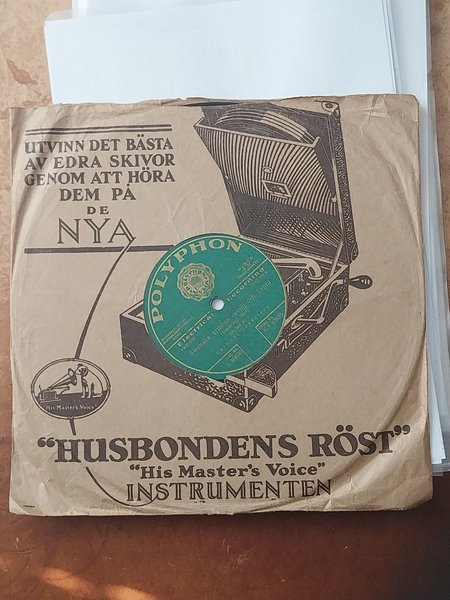 UTVINN DET BÄSTA
AV EDRA SKIVOR
GENOM ATT HÖRA
DEM PÅ
DE
NYA
POLYPHON
Electrical Recording
His Master's Voice
"HUSBONDENS RÖST"
"His Master's Voice"
INSTRUMENTEN